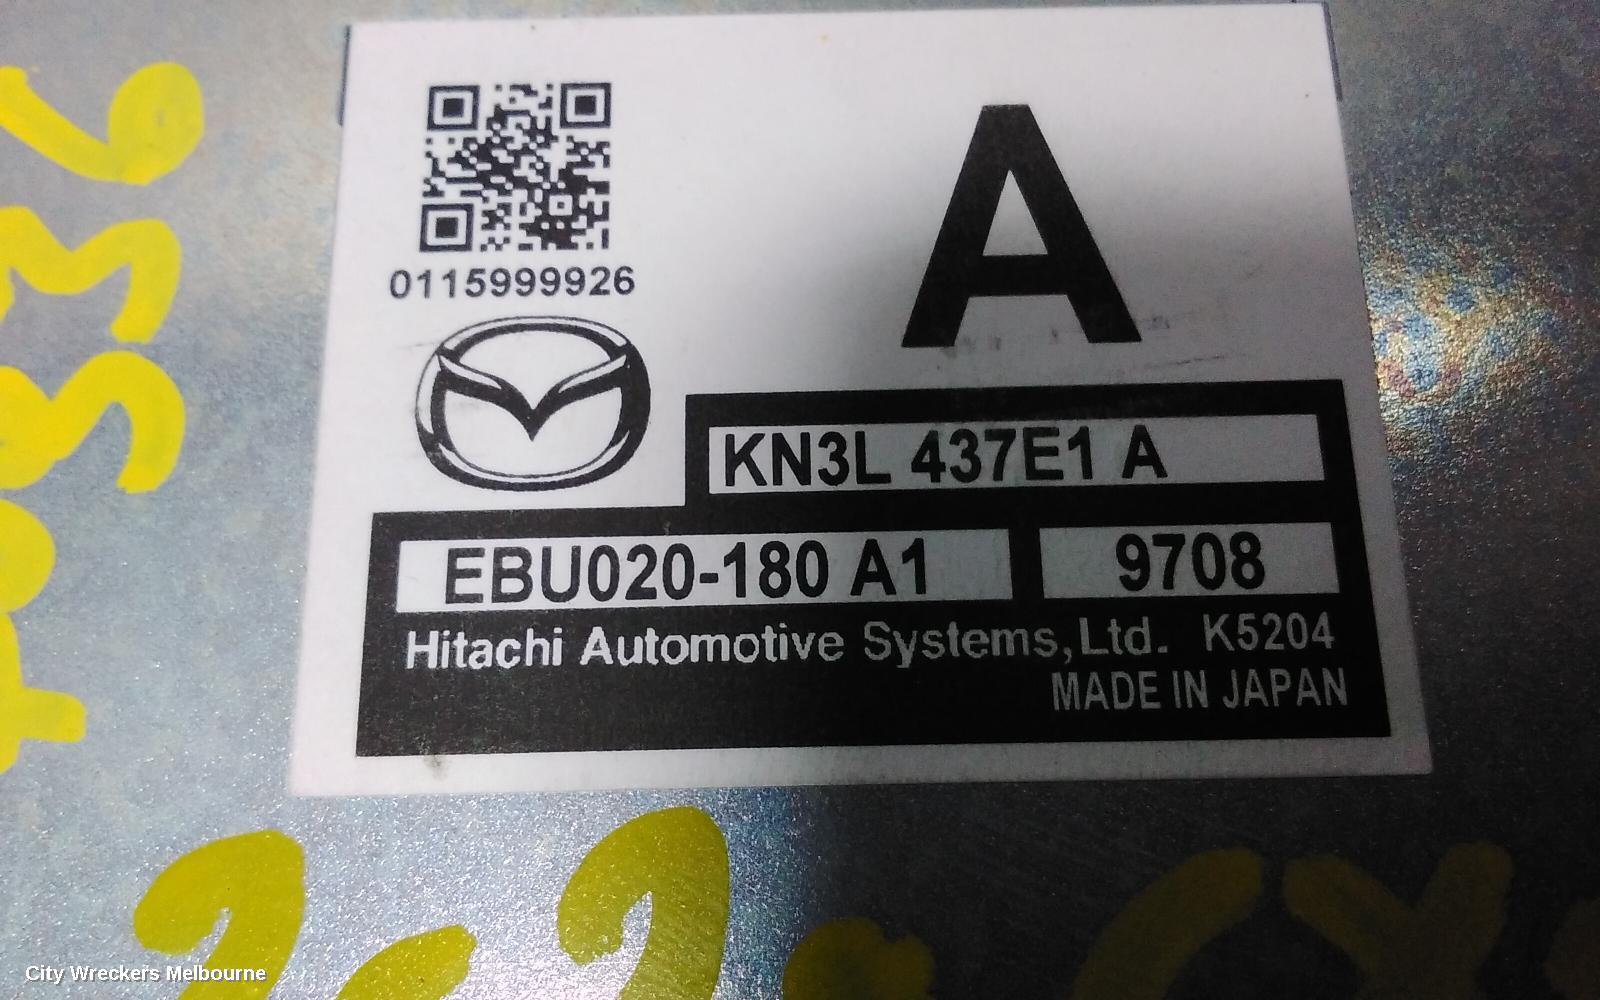 A
0115999926
KN3L 437E1 A
EBU020-180 A1 9708
Hitachi Automotive Systems,Ltd. K5204
MADE IN JAPAN
City Wreckers Melbourne